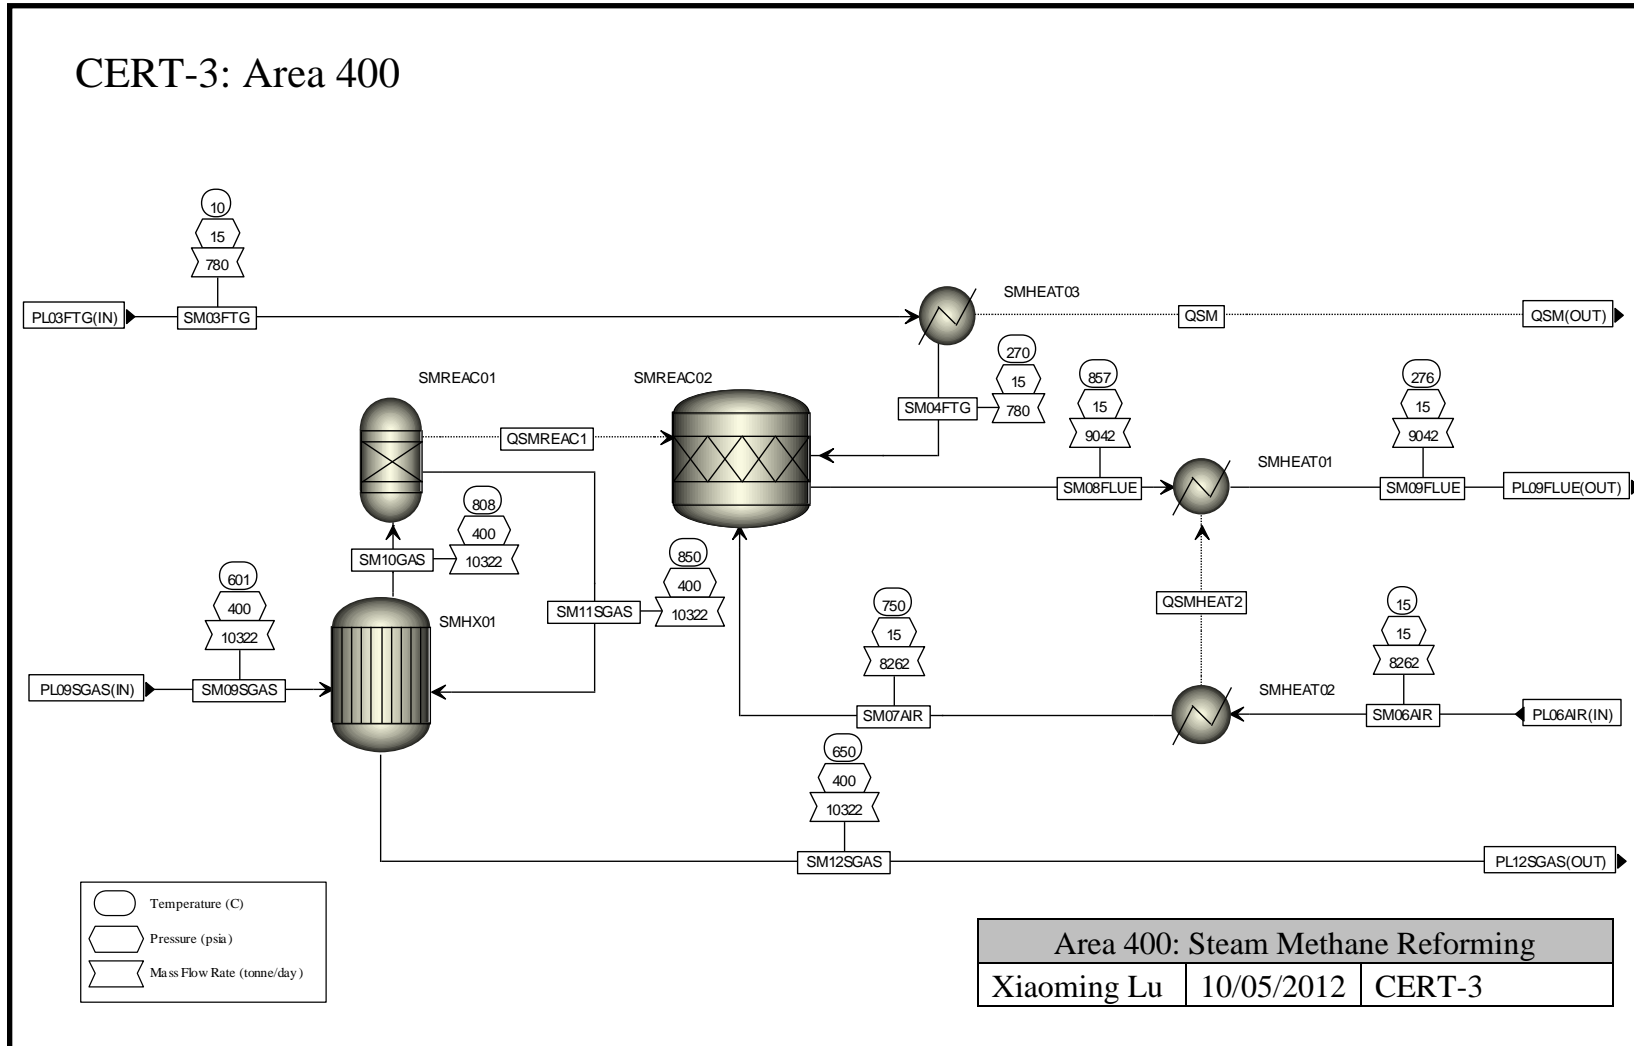 CERT-3: Area 400
10
15
780
PL03FTG(IN)
SM03FTG
SMHEAT03
QSM
QSM(OUT)
270
15
780
SM04FTG
SMREAC01
SMREAC02
QSMREAC1
857
15
9042
SM08FLUE
SMHEAT01
276
15
9042
SM09FLUE
PL09FLUE(OUT)
808
400
10322
SM10GAS
850
400
10322
SM11SGAS
601
400
10322
PL09SGAS(IN)
SM09SGAS
SMHX01
QSMHEAT2
750
15
8262
SM07AIR
SMHEAT02
15
15
8262
SM06AIR
PL06AIR(IN)
650
400
10322
SM12SGAS
PL12SGAS(OUT)
Temperature (C)
Pressure (psia)
Mass Flow Rate (tonne/day)
Area 400: Steam Methane Reforming
Xiaoming Lu 10/05/2012 CERT-3